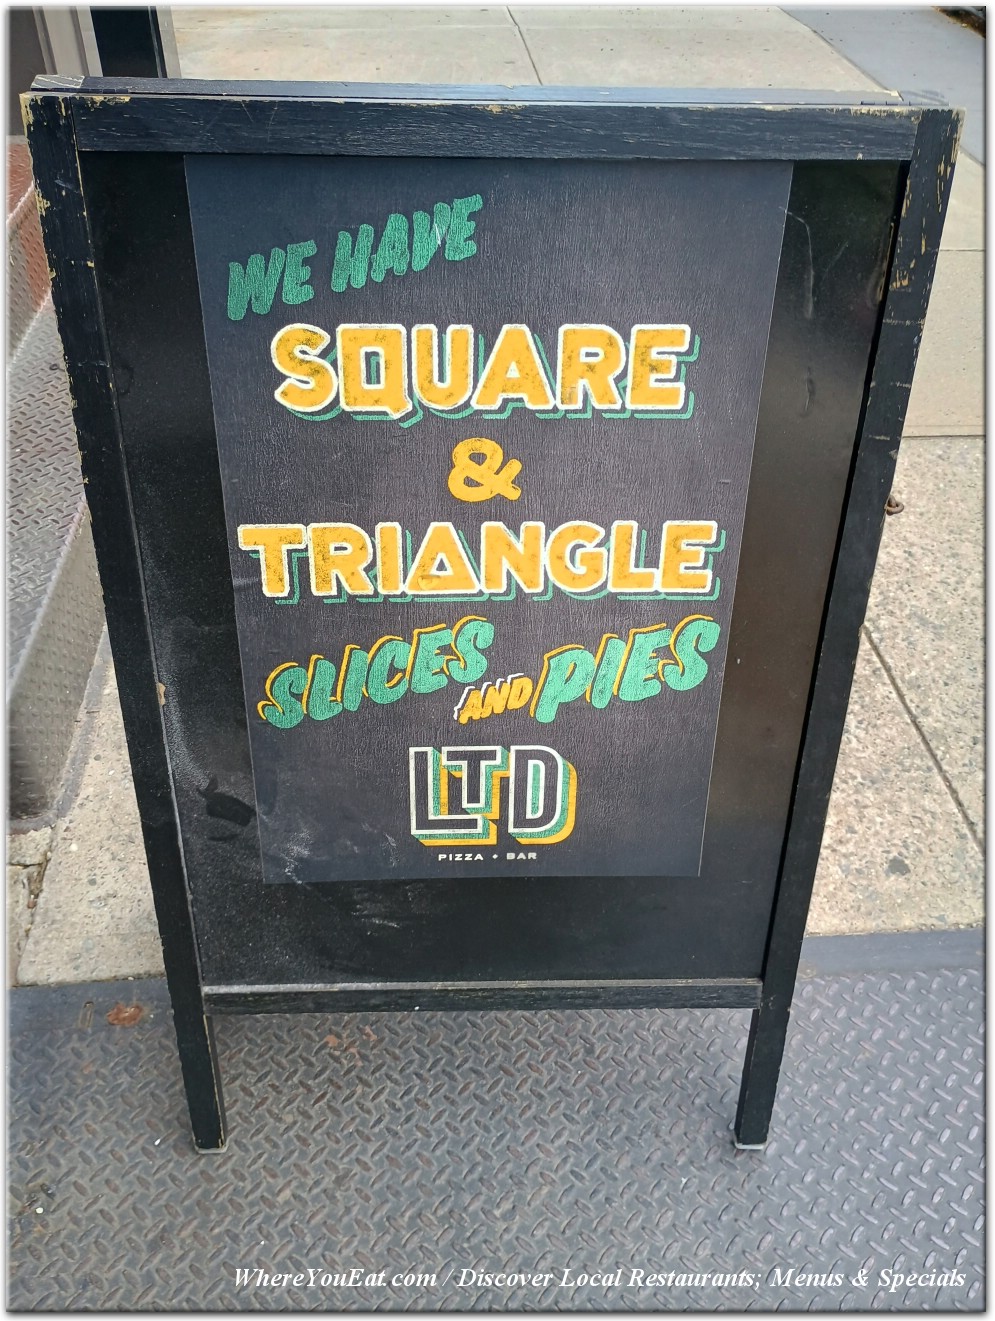 WE HAVE
SQUARE
&
TRIANGLE
SLICES AND PIES
LTD
PIZZA + BAR
WhereYouEat.com / Discover Local Restaurants; Menus & Specials